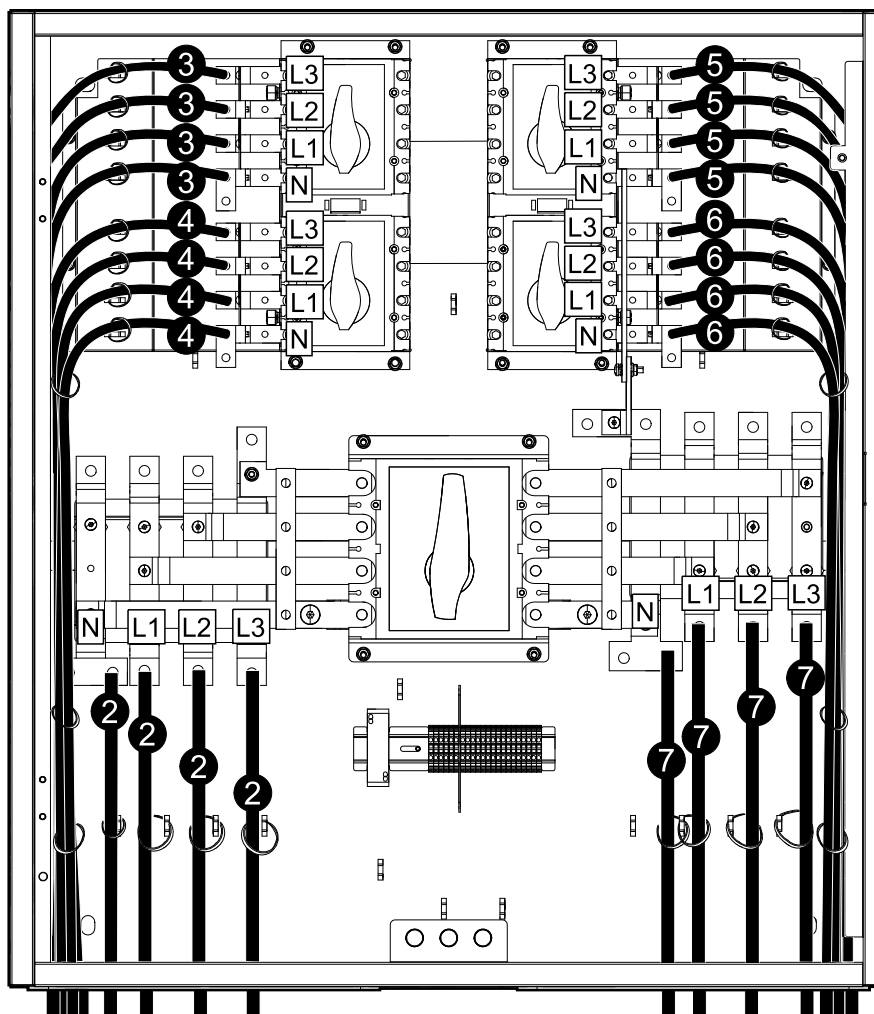 3 L3 L3 5
3 L2 L2 5
3 L1 L1 5
3 N N 5
4 L3 L3 6
4 L2 L2 6
4 L1 L1 6
4 N N 6
N L1 L2 L3 N L1 L2 L3
2 2 2 2 7 7 7 7